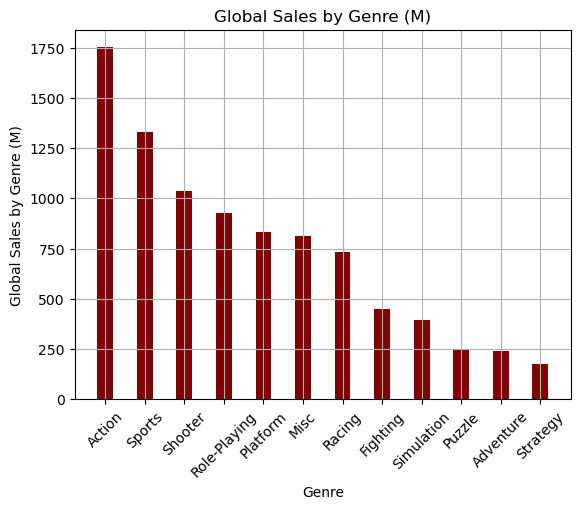 Global Sales by Genre (M)
Global Sales by Genre (M)
1750
1500
1250
1000
750
500
250
0
Action
Sports
Shooter
Role-Playing
Platform
Misc
Racing
Fighting
Simulation
Puzzle
Adventure
Strategy
Genre